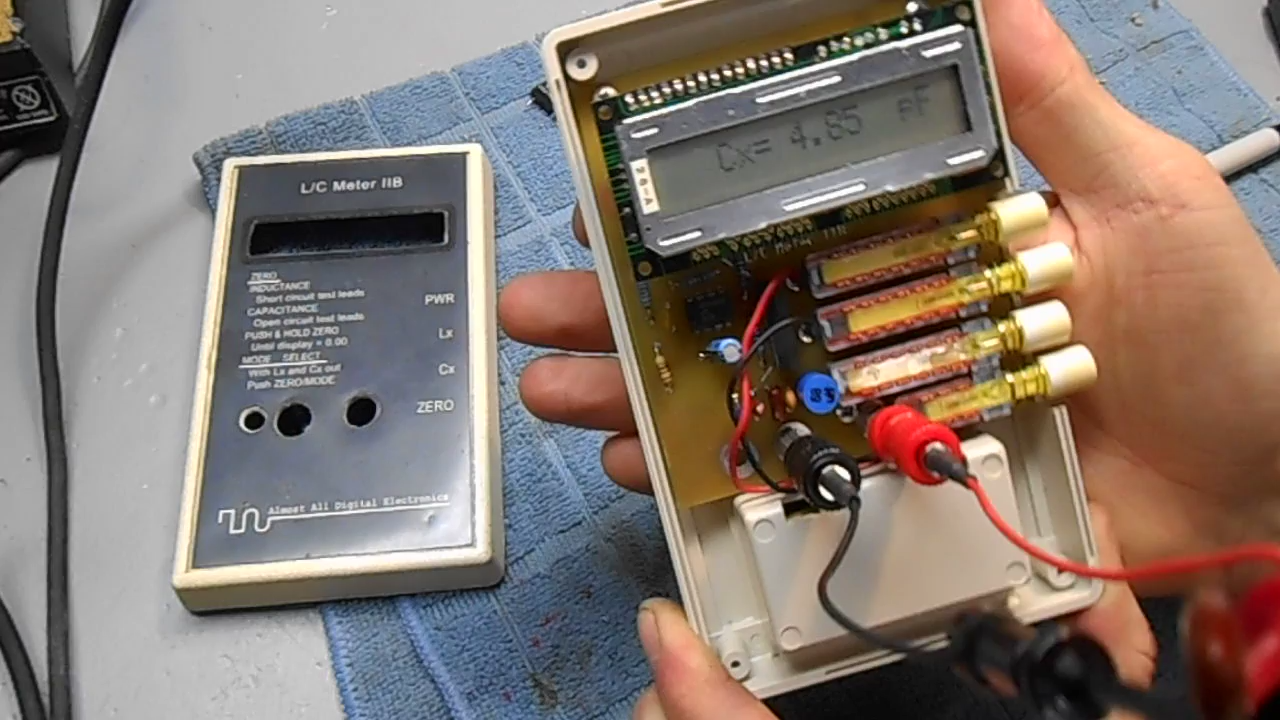 L/C Meter IIB
ZERO
INDUCTANCE
Short circuit test leads
CAPACITANCE
Open circuit test leads
PUSH & HOLD ZERO
Until display = 0.00
MODE SELECT
With Lx and Cx out
Push ZERO/MODE
PWR
Lx
Cx
ZERO
Almost All Digital Electronics
Cx= 4.85 pF
L/C Meter IIB